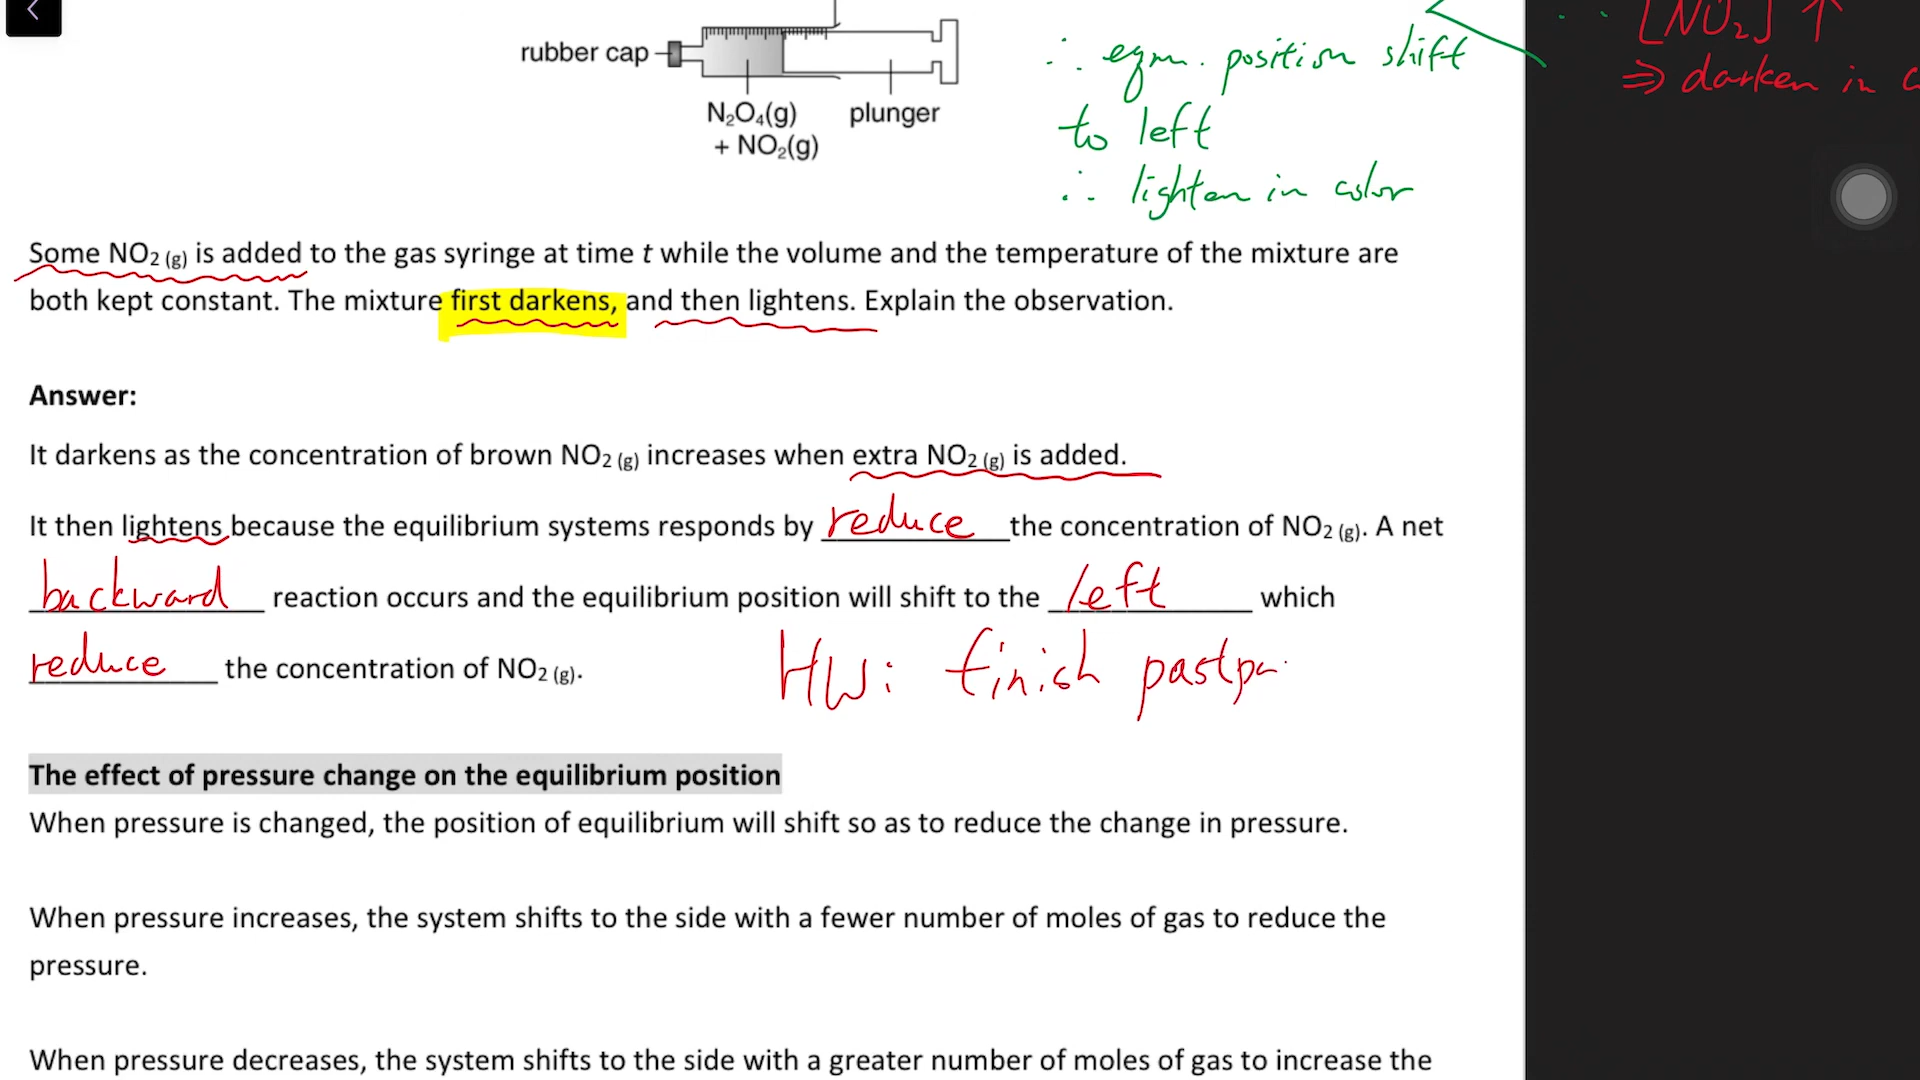 [NO₂] ↑
⇒ darken in
rubber cap
N₂O₄(g)
+ NO₂(g)
plunger
∴ eqm. position shift
to left
∴ lighten in color
Some NO₂ (g) is added to the gas syringe at time t while the volume and the temperature of the mixture are
both kept constant. The mixture first darkens, and then lightens. Explain the observation.
Answer:
It darkens as the concentration of brown NO₂ (g) increases when extra NO₂ (g) is added.
It then lightens because the equilibrium systems responds by reduce the concentration of NO₂ (g). A net
backward reaction occurs and the equilibrium position will shift to the left which
reduce the concentration of NO₂ (g).
HW: finish pastpa
The effect of pressure change on the equilibrium position
When pressure is changed, the position of equilibrium will shift so as to reduce the change in pressure.
When pressure increases, the system shifts to the side with a fewer number of moles of gas to reduce the
pressure.
When pressure decreases, the system shifts to the side with a greater number of moles of gas to increase the